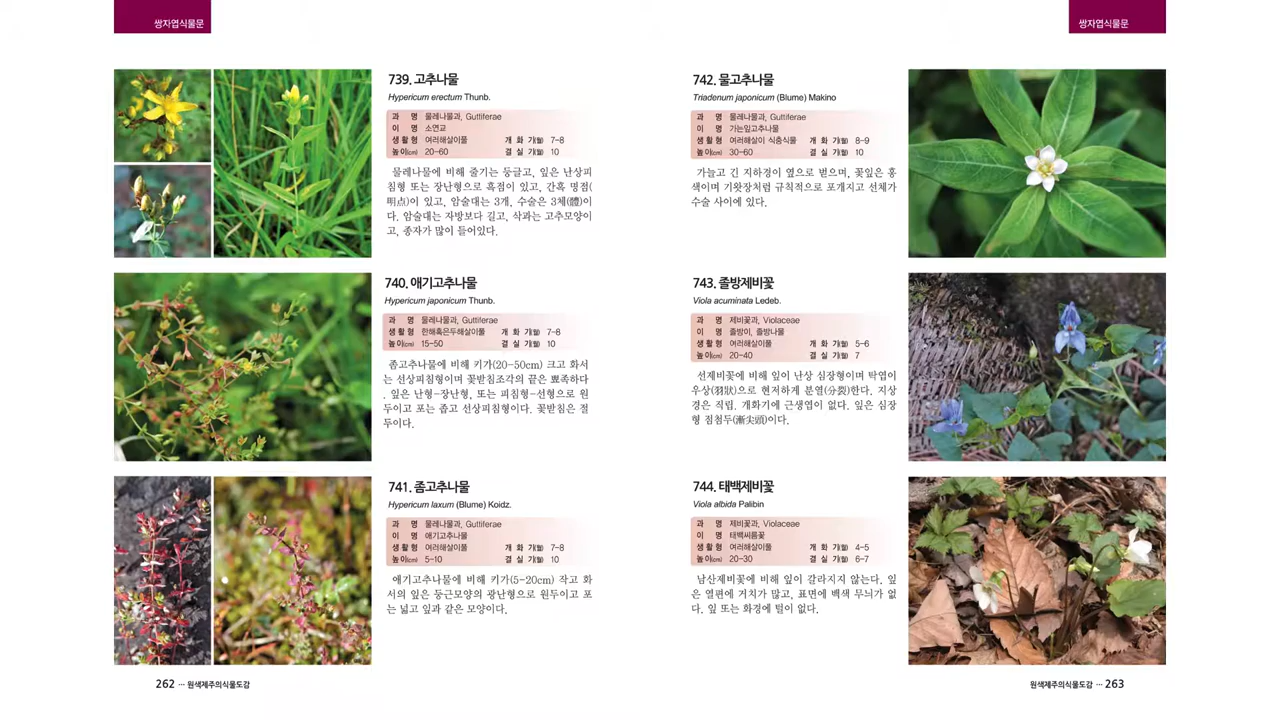 쌍자엽식물문
739. 고추나물
Hypericum erectum Thunb.
과 명 물레나물과, Guttiferae
이 명 소연교
생 활 형 여러해살이풀 개 화 기(월) 7-8
높 이(cm) 20-60 결 실 기(월) 10
물레나물에 비해 줄기는 둥글고, 잎은 난상피
침형 또는 장난형으로 흑점이 있고, 간혹 명점(
明点)이 있고, 암술대는 3개, 수술은 3체(體)이
다. 암술대는 자방보다 길고, 삭과는 고추모양이
고, 종자가 많이 들어있다.
740. 애기고추나물
Hypericum japonicum Thunb.
과 명 물레나물과, Guttiferae
생 활 형 한해혹은두해살이풀 개 화 기(월) 7-8
높 이(cm) 15-50 결 실 기(월) 10
좀고추나물에 비해 키가(20-50cm) 크고 화서
는 선상피침형이며 꽃받침조각의 끝은 뾰족하다
. 잎은 난형-장난형, 또는 피침형-선형으로 원
두이고 포는 좁고 선상피침형이다. 꽃받침은 절
두이다.
741. 좀고추나물
Hypericum laxum (Blume) Koidz.
과 명 물레나물과, Guttiferae
이 명 애기고추나물
생 활 형 여러해살이풀 개 화 기(월) 7-8
높 이(cm) 5-10 결 실 기(월) 10
애기고추나물에 비해 키가(5-20cm) 작고 화
서의 잎은 둥근모양의 광난형으로 원두이고 포
는 넓고 잎과 같은 모양이다.
262 ··· 원색제주의식물도감
쌍자엽식물문
742. 물고추나물
Triadenum japonicum (Blume) Makino
과 명 물레나물과, Guttiferae
이 명 가는잎고추나물
생 활 형 여러해살이 식충식물 개 화 기(월) 8-9
높 이(cm) 30-60 결 실 기(월) 10
가늘고 긴 지하경이 옆으로 벋으며, 꽃잎은 홍
색이며 기왓장처럼 규칙적으로 포개지고 선체가
수술 사이에 있다.
743. 졸방제비꽃
Viola acuminata Ledeb.
과 명 제비꽃과, Violaceae
이 명 졸방이, 졸방나물
생 활 형 여러해살이풀 개 화 기(월) 5-6
높 이(cm) 20-40 결 실 기(월) 7
선제비꽃에 비해 잎이 난상 심장형이며 탁엽이
우상(羽狀)으로 현저하게 분열(分裂)한다. 지상
경은 직립. 개화기에 근생엽이 없다. 잎은 심장
형 점첨두(漸尖頭)이다.
744. 태백제비꽃
Viola albida Palibin
과 명 제비꽃과, Violaceae
이 명 태백씨름꽃
생 활 형 여러해살이풀 개 화 기(월) 4-5
높 이(cm) 20-30 결 실 기(월) 6-7
남산제비꽃에 비해 잎이 갈라지지 않는다. 잎
은 열편에 거치가 많고, 표면에 백색 무늬가 없
다. 잎 또는 화경에 털이 없다.
원색제주의식물도감 ··· 263